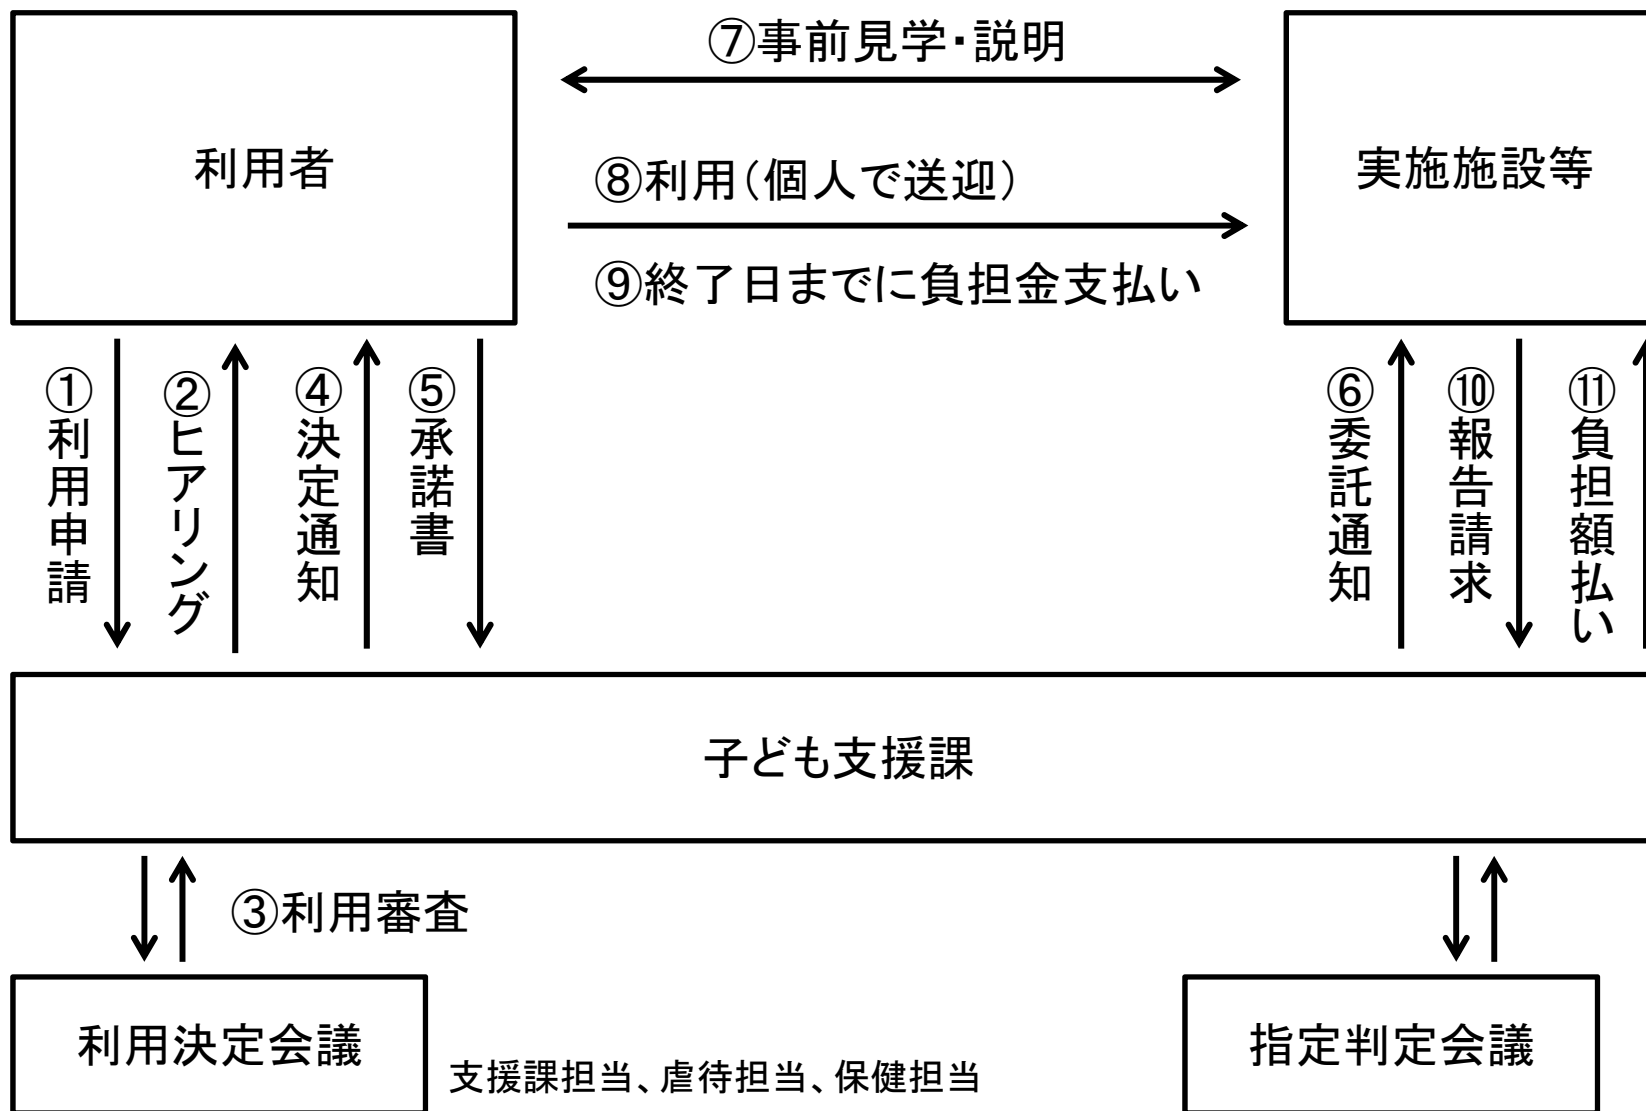 ⑦事前見学・説明
利用者
⑧利用(個人で送迎)
実施施設等
⑨終了日までに負担金支払い
①利用申請
②ヒアリング
④決定通知
⑤承諾書
⑥委託通知
⑩報告請求
⑪負担額払い
子ども支援課
③利用審査
利用決定会議
支援課担当、虐待担当、保健担当
指定判定会議